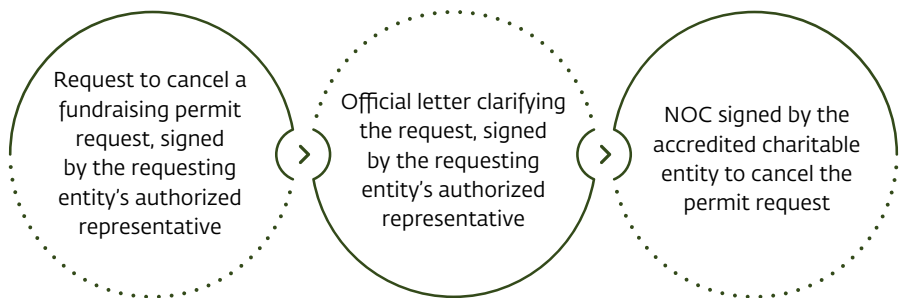 Request to cancel a
fundraising permit
request, signed
by the requesting
entity’s authorized
representative
Official letter clarifying
the request, signed
by the requesting
entity’s authorized
representative
NOC signed by the
accredited charitable
entity to cancel the
permit request